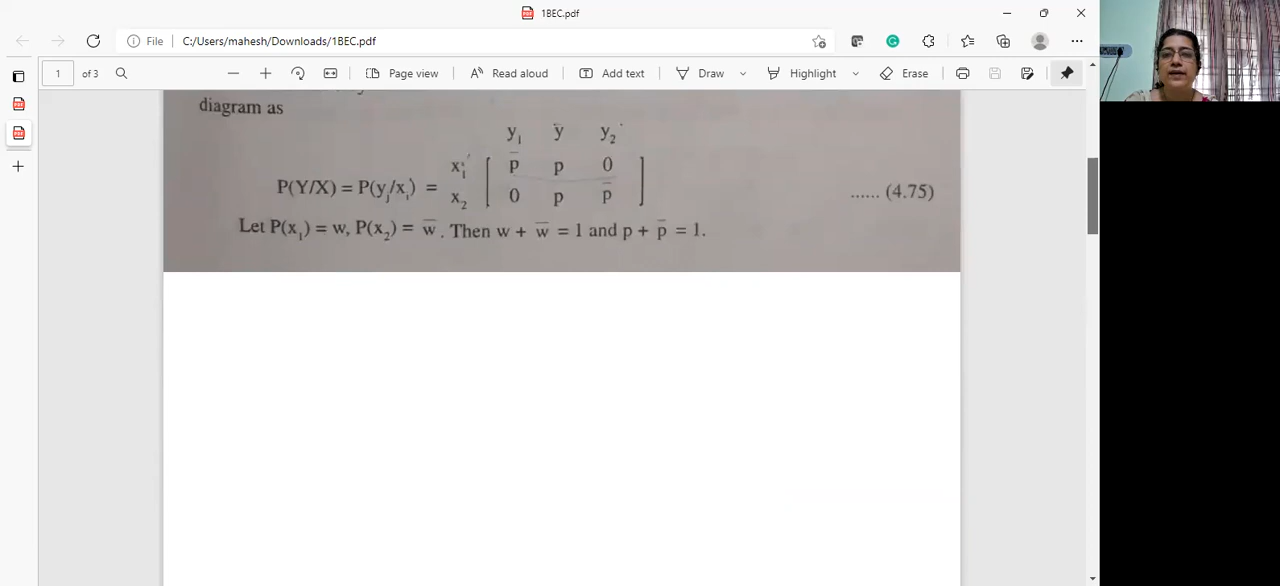 1BEC.pdf
File C:/Users/mahesh/Downloads/1BEC.pdf
1 of 3 Page view Read aloud Add text Draw Highlight Erase
diagram as
y₁ y̅ y₂
P(Y/X) = P(yⱼ/xᵢ) = x₁ [ p̅ p 0 ]
x₂ [ 0 p p̅ ] ...... (4.75)
Let P(x₁) = w, P(x₂) = w̅ . Then w + w̅ = 1 and p + p̅ = 1.